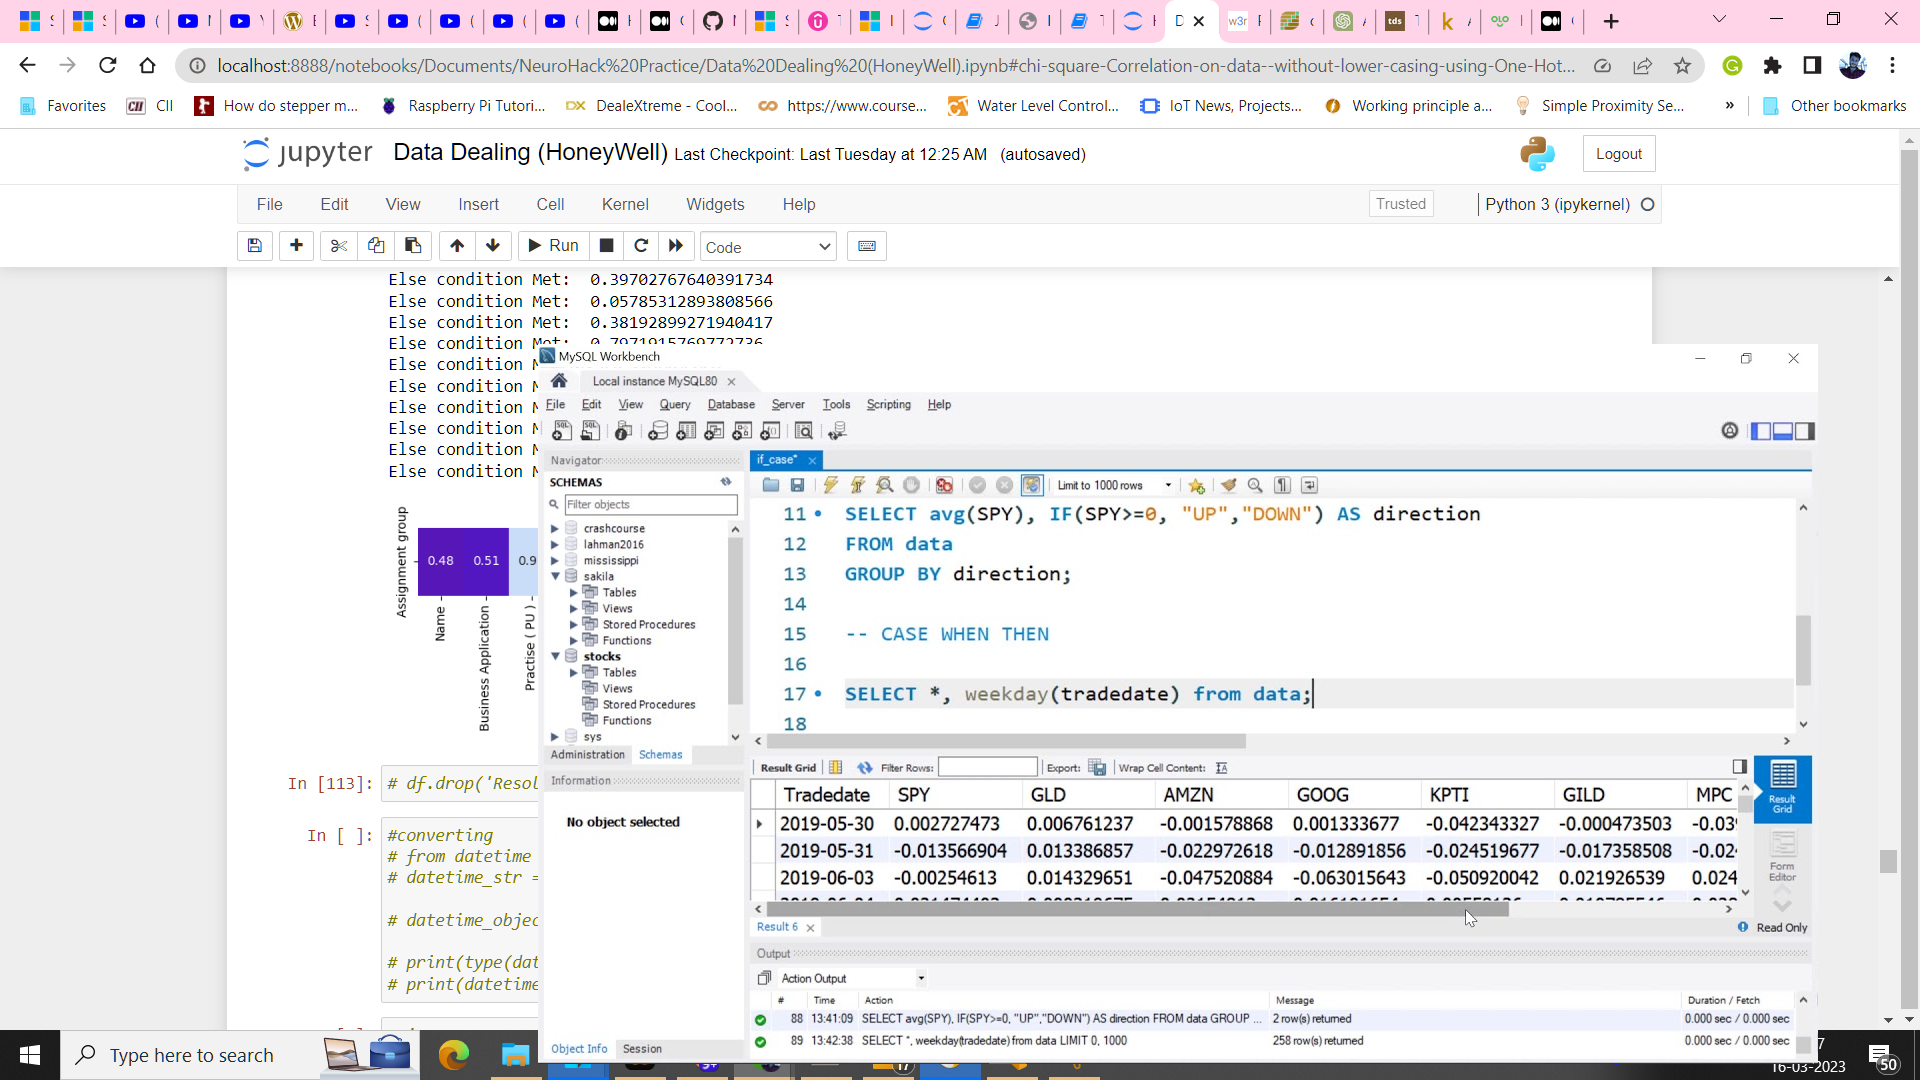 localhost:8888/notebooks/Documents/NeuroHack%20Practice/Data%20Dealing%20(HoneyWell).ipynb#chi-square-Correlation-on-data--without-lower-casing-using-One-Hot...
Favorites
CII
How do stepper m...
Raspberry Pi Tutori...
DX DealeXtreme - Cool...
https://www.course...
Water Level Control...
IoT News, Projects...
Working principle a...
Simple Proximity Se...
»
Other bookmarks
jupyter Data Dealing (HoneyWell) Last Checkpoint: Last Tuesday at 12:25 AM (autosaved)
Logout
File Edit View Insert Cell Kernel Widgets Help
Trusted
Python 3 (ipykernel)
Run
Code
Else condition Met: 0.39702767640391734
Else condition Met: 0.05785312893808566
Else condition Met: 0.38192899271940417
Else condition Met: 0.7971915769772736
Else condition M
Else condition M
Else condition M
Else condition M
Else condition M
Else condition M
Assignment group
0.48 0.51 0.9
Name
Business Application
Practise ( PU )
In [113]: # df.drop('Resol
In [ ]: #converting
# from datetime
# datetime_str =
# datetime_objec
# print(type(dat
# print(datetime
MySQL Workbench
Local instance MySQL80
File Edit View Query Database Server Tools Scripting Help
Navigator
SCHEMAS
Filter objects
crashcourse
lahman2016
mississippi
sakila
Tables
Views
Stored Procedures
Functions
stocks
Tables
Views
Stored Procedures
Functions
sys
Administration Schemas
Information
No object selected
Object Info Session
if_case*
Limit to 1000 rows
11 SELECT avg(SPY), IF(SPY>=0, "UP","DOWN") AS direction
12 FROM data
13 GROUP BY direction;
14
15 -- CASE WHEN THEN
16
17 SELECT *, weekday(tradedate) from data;
18
Result Grid Filter Rows: Export: Wrap Cell Content:
Tradedate SPY GLD AMZN GOOG KPTI GILD MPC
2019-05-30 0.002727473 0.006761237 -0.001578868 0.001333677 -0.042343327 -0.000473503 -0.03
2019-05-31 -0.013566904 0.013386857 -0.022972618 -0.012891856 -0.024519677 -0.017358508 -0.02
2019-06-03 -0.00254613 0.014329651 -0.047520884 -0.063015643 -0.050920042 0.021926539 0.024
Result Grid
Form Editor
Result 6
Read Only
Output
Action Output
# Time Action Message Duration / Fetch
88 13:41:09 SELECT avg(SPY), IF(SPY>=0, "UP","DOWN") AS direction FROM data GROUP ... 2 row(s) returned 0.000 sec / 0.000 sec
89 13:42:38 SELECT *, weekday(tradedate) from data LIMIT 0, 1000 258 row(s) returned 0.000 sec / 0.000 sec
Type here to search
16-03-2023
50